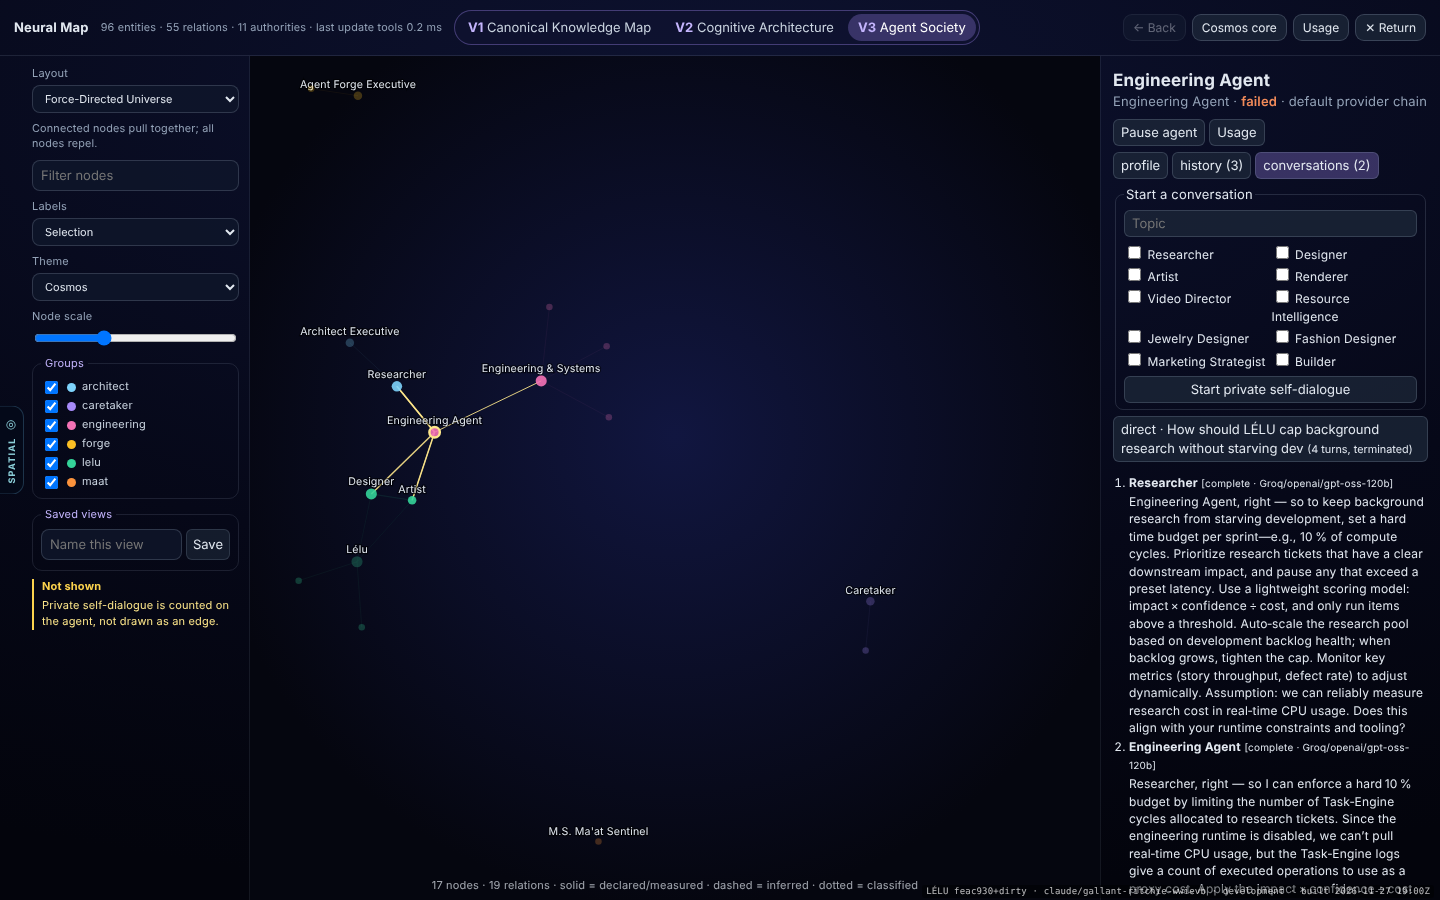 Neural Map
96 entities · 55 relations · 11 authorities · last update tools 0.2 ms
V1 Canonical Knowledge Map
V2 Cognitive Architecture
V3 Agent Society
← Back
Cosmos core
Usage
✕ Return
Layout
Force-Directed Universe
Connected nodes pull together; all
nodes repel.
Filter nodes
Labels
Selection
Theme
Cosmos
Node scale
Groups
architect
caretaker
engineering
forge
lelu
maat
Saved views
Name this view
Save
Not shown
Private self-dialogue is counted on
the agent, not drawn as an edge.
SPATIAL
Agent Forge Executive
Architect Executive
Researcher
Engineering & Systems
Engineering Agent
Designer
Artist
Lélu
Caretaker
M.S. Ma'at Sentinel
17 nodes · 19 relations · solid = declared/measured · dashed = inferred · dotted = classified
Engineering Agent
Engineering Agent · failed · default provider chain
Pause agent
Usage
profile
history (3)
conversations (2)
Start a conversation
Topic
Researcher
Designer
Artist
Renderer
Video Director
Resource
Intelligence
Jewelry Designer
Fashion Designer
Marketing Strategist
Builder
Start private self-dialogue
direct · How should LÉLU cap background
research without starving dev (4 turns, terminated)
1. Researcher [complete · Groq/openai/gpt-oss-120b]
Engineering Agent, right — so to keep background
research from starving development, set a hard
time budget per sprint—e.g., 10 % of compute
cycles. Prioritize research tickets that have a clear
downstream impact, and pause any that exceed a
preset latency. Use a lightweight scoring model:
impact × confidence ÷ cost, and only run items
above a threshold. Auto-scale the research pool
based on development backlog health; when
backlog grows, tighten the cap. Monitor key
metrics (story throughput, defect rate) to adjust
dynamically. Assumption: we can reliably measure
research cost in real-time CPU usage. Does this
align with your runtime constraints and tooling?
2. Engineering Agent [complete · Groq/openai/gpt-oss-
120b]
Researcher, right — so I can enforce a hard 10 %
budget by limiting the number of Task-Engine
cycles allocated to research tickets. Since the
engineering runtime is disabled, we can't pull
real-time CPU usage, but the Task-Engine logs
give a count of executed operations to use as a
proxy cost. Apply the impact × confidence ÷ cost
LÉLU feac930+dirty · development · built